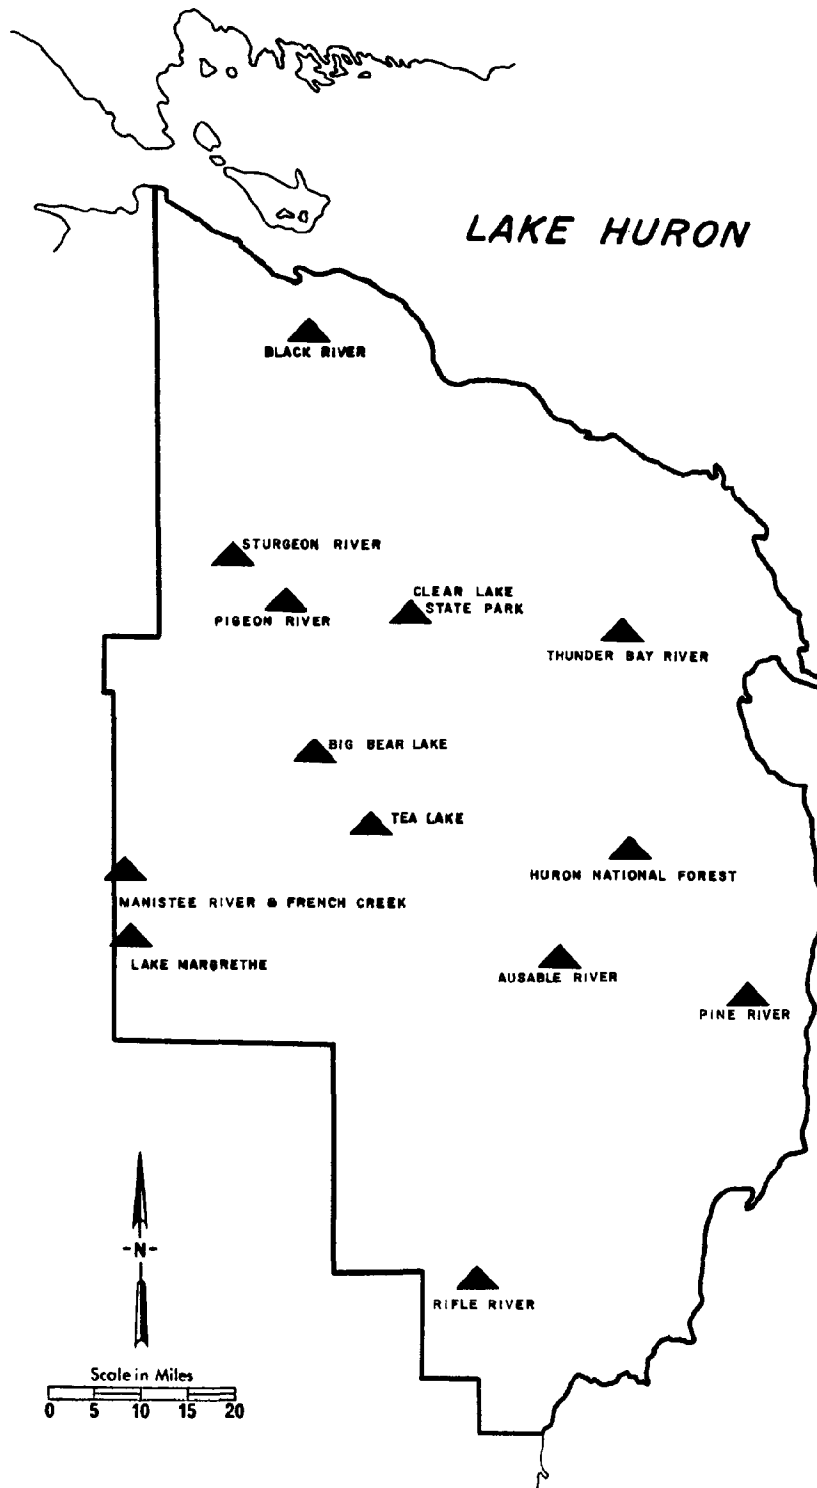 LAKE HURON
BLACK RIVER
STURGEON RIVER
PIGEON RIVER
CLEAR LAKE
STATE PARK
THUNDER BAY RIVER
BIG BEAR LAKE
TEA LAKE
HURON NATIONAL FOREST
MANISTEE RIVER & FRENCH CREEK
LAKE MARGRETHE
AUSABLE RIVER
PINE RIVER
-N-
RIFLE RIVER
Scale in Miles
0 5 10 15 20